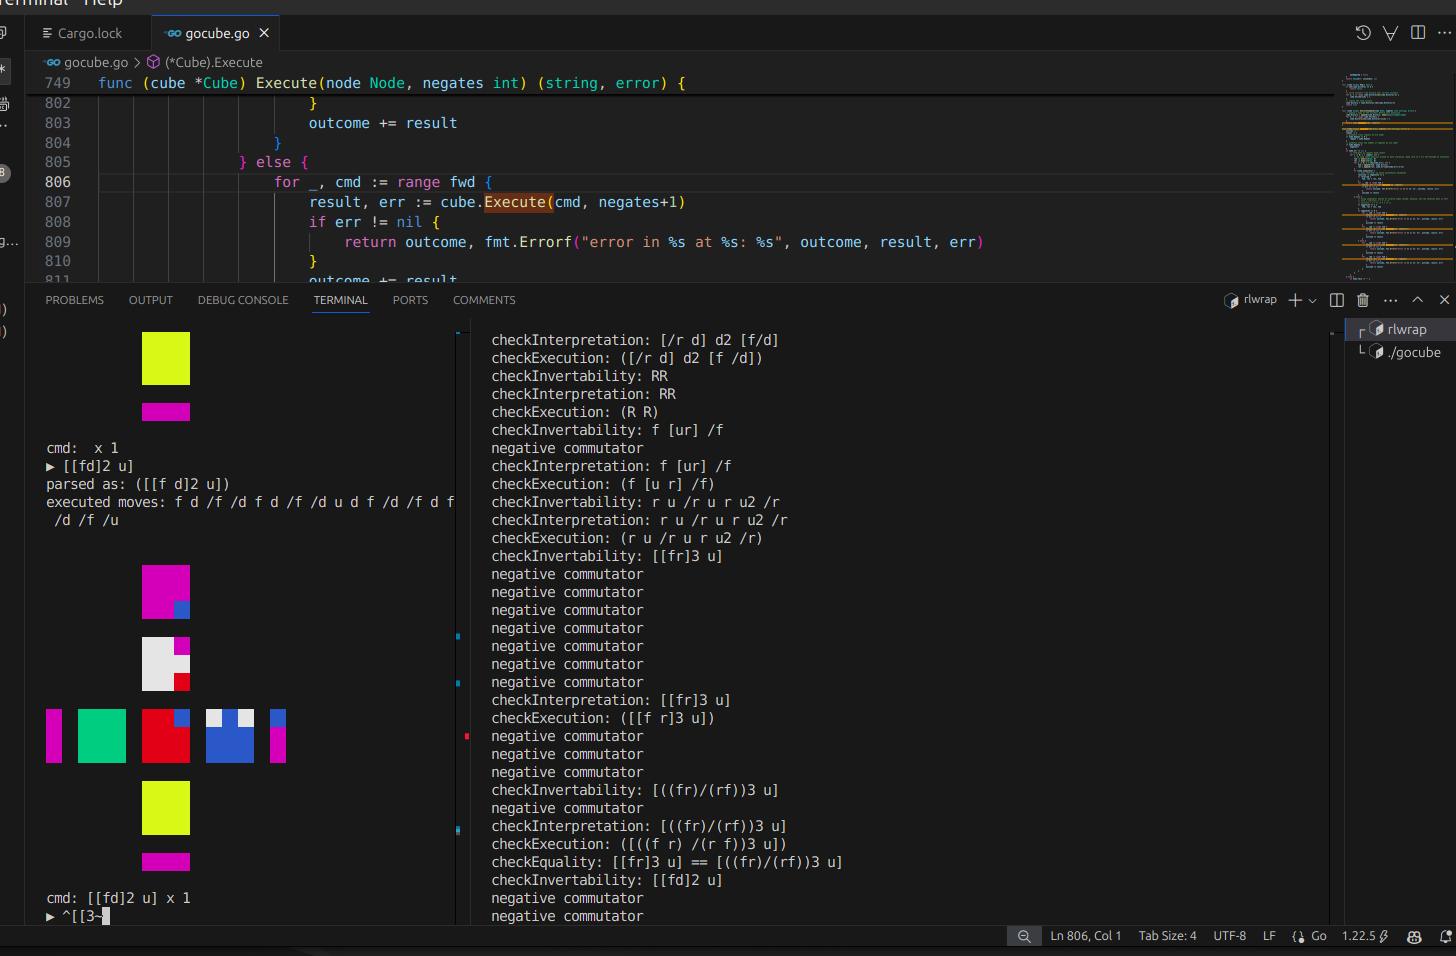 Terminal Help
Cargo.lock
gocube.go
gocube.go > (*Cube).Execute
749 func (cube *Cube) Execute(node Node, negates int) (string, error) {
802 }
803 outcome += result
804 }
805 } else {
806 for _, cmd := range fwd {
807 result, err := cube.Execute(cmd, negates+1)
808 if err != nil {
809 return outcome, fmt.Errorf("error in %s at %s: %s", outcome, result, err)
810 }
811 outcome += result
PROBLEMS OUTPUT DEBUG CONSOLE TERMINAL PORTS COMMENTS
rlwrap
cmd:  x 1
▶ [[fd]2 u]
parsed as: ([[f d]2 u])
executed moves: f d /f /d f d /f /d u d f /d /f d f
/d /f /u
cmd: [[fd]2 u] x 1
▶ ^[[3~
checkInterpretation: [/r d] d2 [f/d]
checkExecution: ([/r d] d2 [f /d])
checkInvertability: RR
checkInterpretation: RR
checkExecution: (R R)
checkInvertability: f [ur] /f
negative commutator
checkInterpretation: f [ur] /f
checkExecution: (f [u r] /f)
checkInvertability: r u /r u r u2 /r
checkInterpretation: r u /r u r u2 /r
checkExecution: (r u /r u r u2 /r)
checkInvertability: [[fr]3 u]
negative commutator
negative commutator
negative commutator
negative commutator
negative commutator
negative commutator
negative commutator
checkInterpretation: [[fr]3 u]
checkExecution: ([[f r]3 u])
negative commutator
negative commutator
negative commutator
checkInvertability: [((fr)/(rf))3 u]
negative commutator
checkInterpretation: [((fr)/(rf))3 u]
checkExecution: ([((f r) /(r f))3 u])
checkEquality: [[fr]3 u] == [((fr)/(rf))3 u]
checkInvertability: [[fd]2 u]
negative commutator
negative commutator
rlwrap
./gocube
Ln 806, Col 1 Tab Size: 4 UTF-8 LF Go 1.22.5